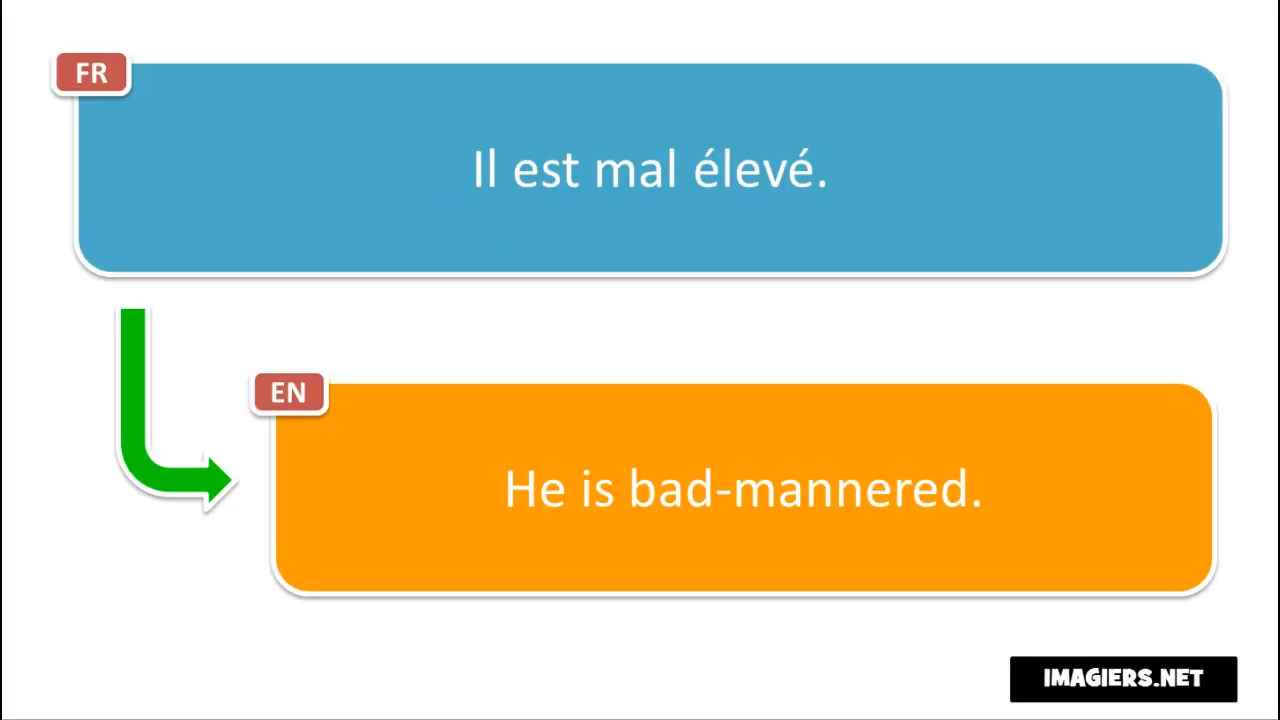 FR
Il est mal élevé.
EN
He is bad-mannered.
IMAGIERS.NET